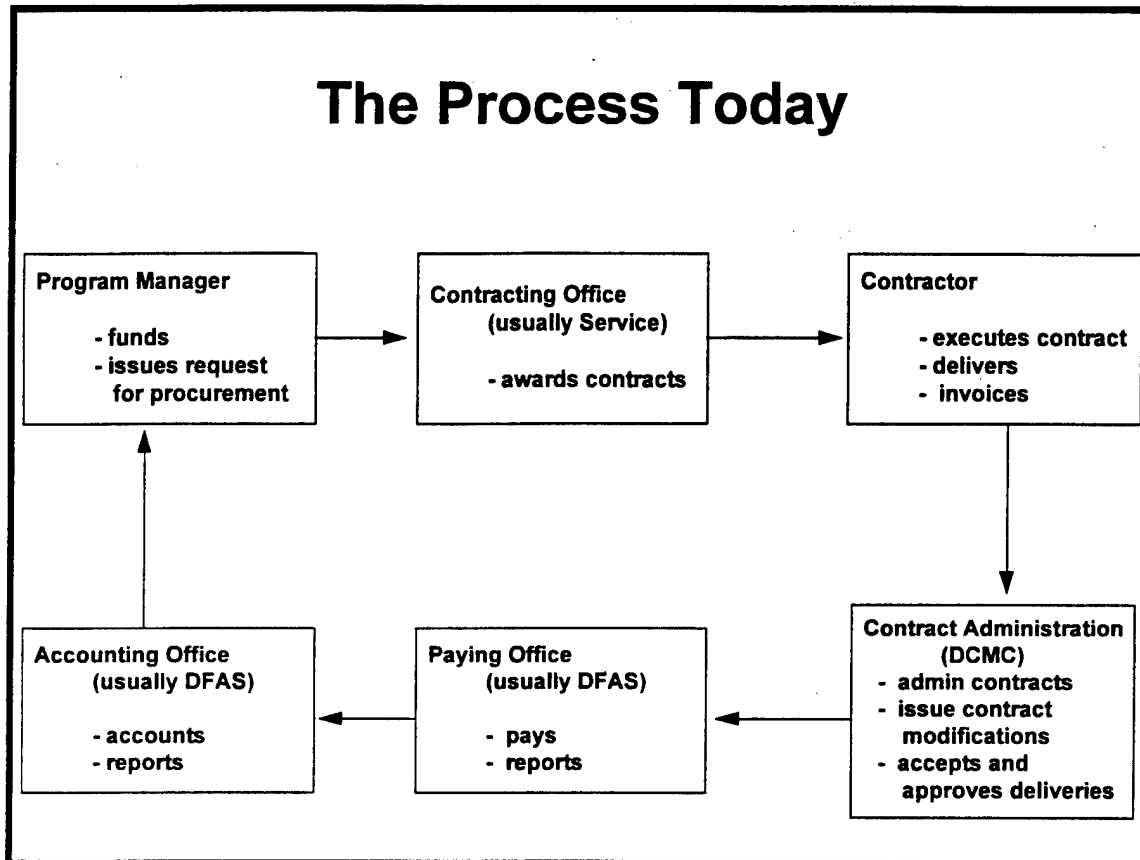 The Process Today
Program Manager
- funds
- issues request
for procurement
Contracting Office
(usually Service)
- awards contracts
Contractor
- executes contract
- delivers
- invoices
Contract Administration
(DCMC)
- admin contracts
- issue contract
modifications
- accepts and
approves deliveries
Paying Office
(usually DFAS)
- pays
- reports
Accounting Office
(usually DFAS)
- accounts
- reports